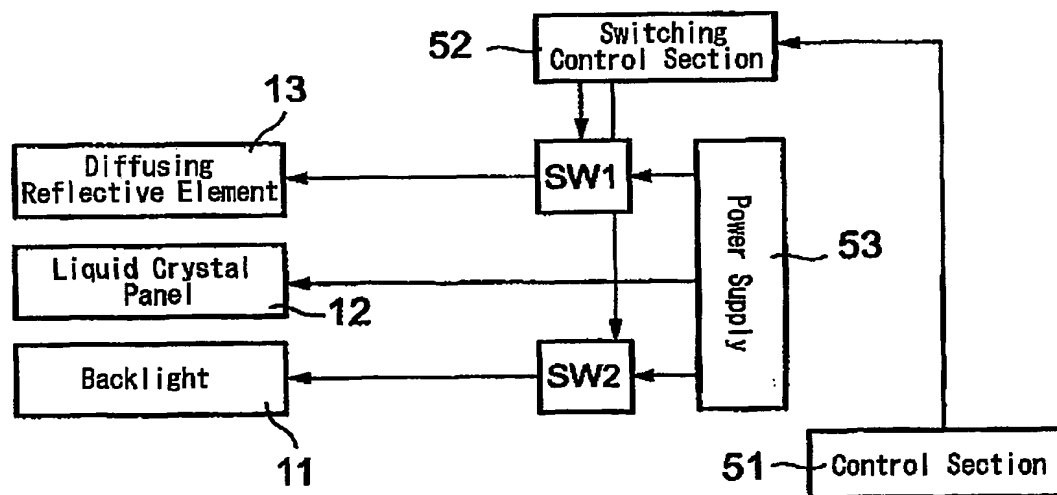 52
Switching
Control Section
13
Diffusing
Reflective Element
SW1
Liquid Crystal
Panel
12
Power Supply
53
Backlight
SW2
11
51
Control Section